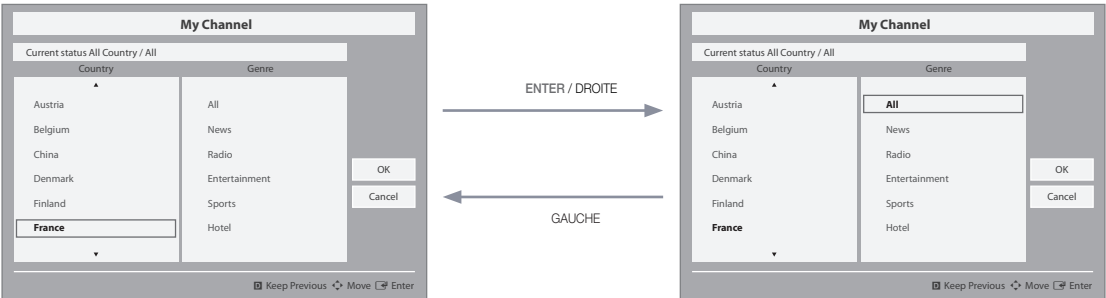 My Channel
Current status All Country / All
Country Genre
▲
Austria All
Belgium News
China Radio
Denmark Entertainment
Finland Sports
France Hotel
▼
OK
Cancel
D Keep Previous Move Enter
ENTER / DROITE
GAUCHE
My Channel
Current status All Country / All
Country Genre
▲
Austria All
Belgium News
China Radio
Denmark Entertainment
Finland Sports
France Hotel
▼
OK
Cancel
D Keep Previous Move Enter